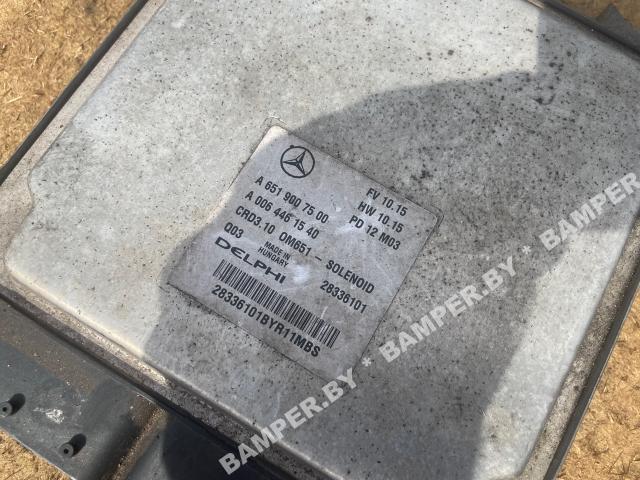 A 651 900 75 00 FV 10.15
A 006 446 15 40 HW 10.15
CRD3.10 OM651 - SOLENOID PD 12 M03
Q03 MADE IN HUNGARY 28336101
DELPHI
28336101BYR11MBS
BAMPER.BY * BAMPER.BY * BAMPER.BY